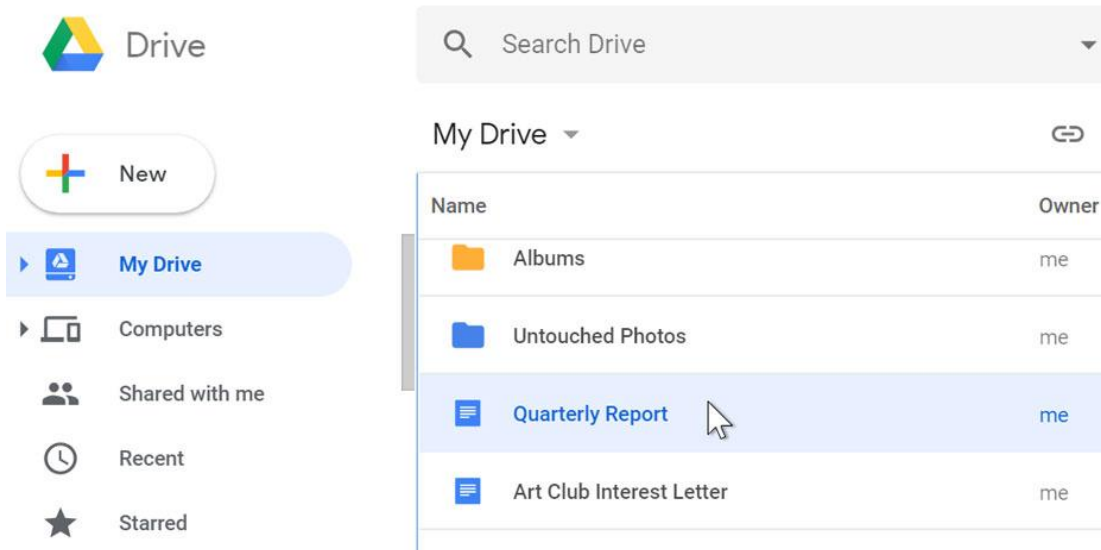 Drive
Search Drive
New
My Drive
Computers
Shared with me
Recent
Starred
My Drive
Name Owner
Albums me
Untouched Photos me
Quarterly Report me
Art Club Interest Letter me